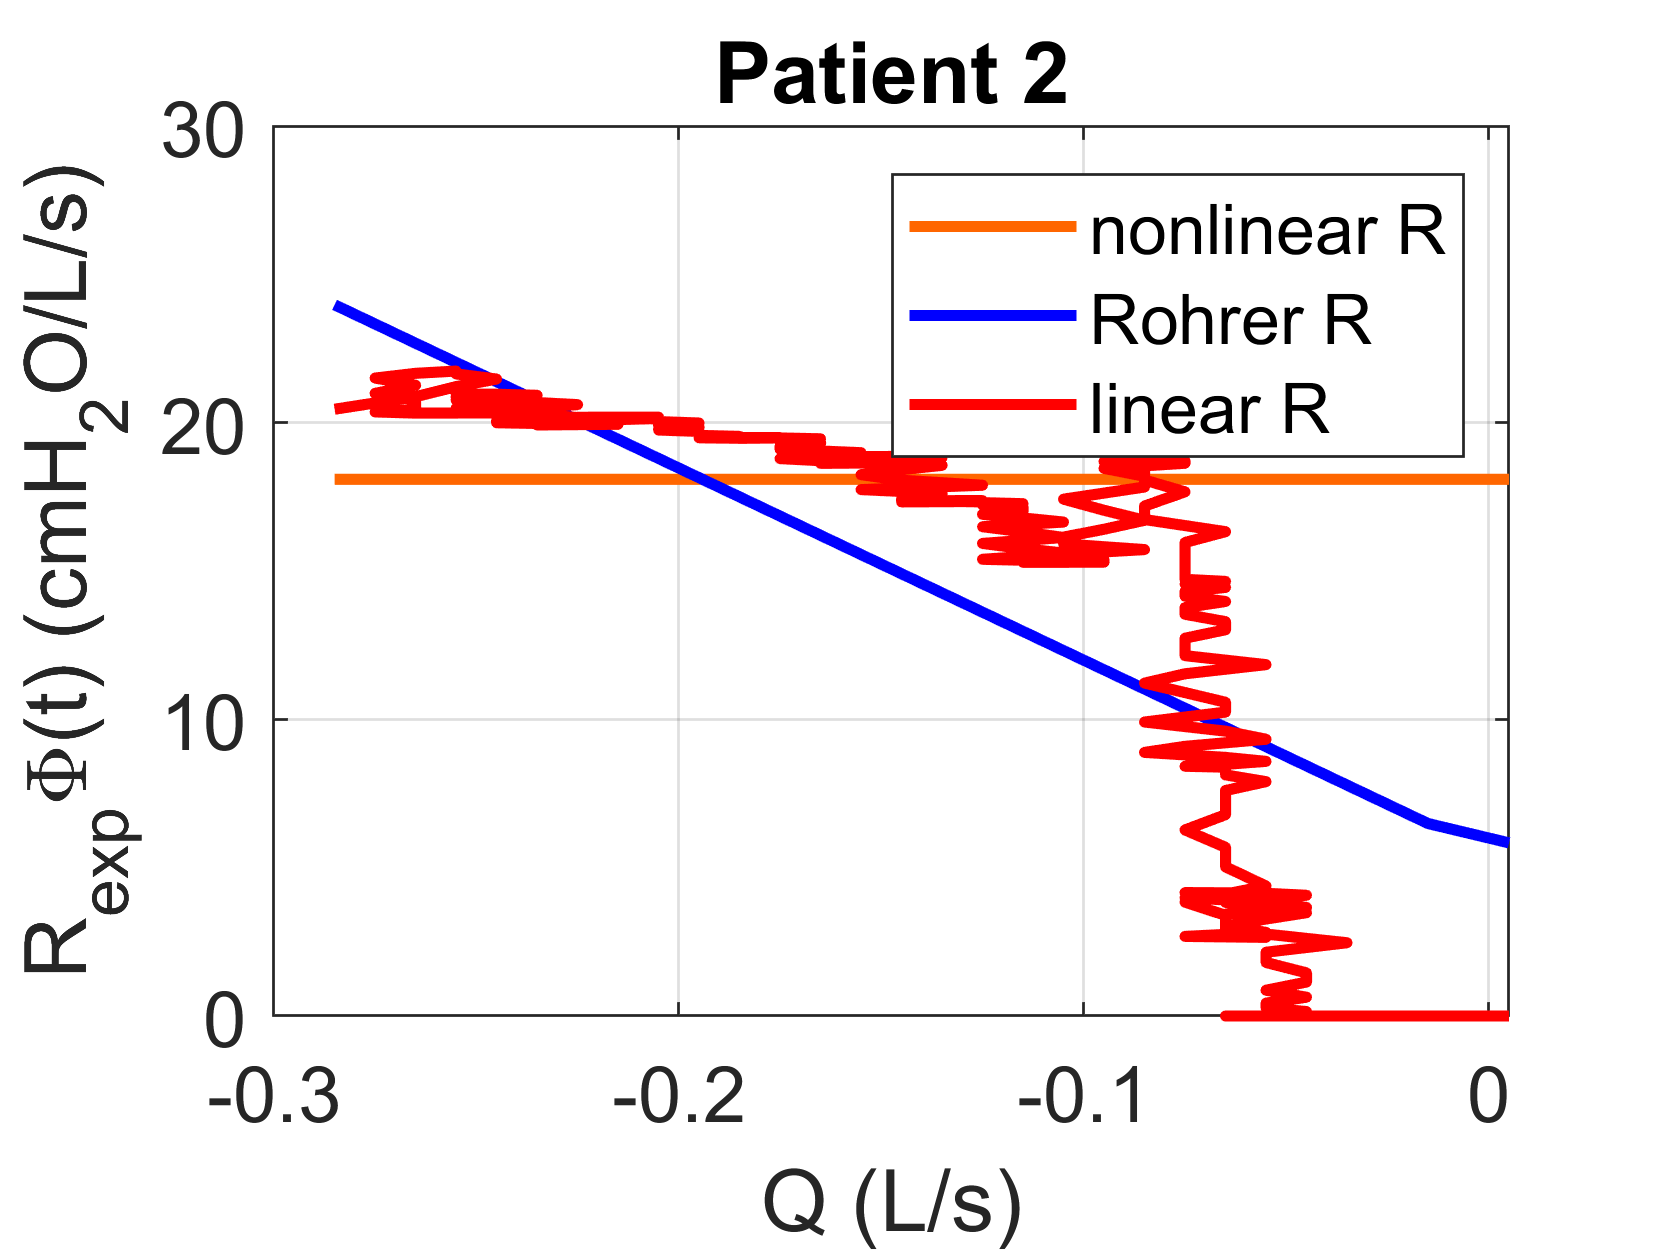 Patient 2
30
20
10
0
R_exp Φ(t) (cmH_2O/L/s)
nonlinear R
Rohrer R
linear R
-0.3 -0.2 -0.1 0
Q (L/s)